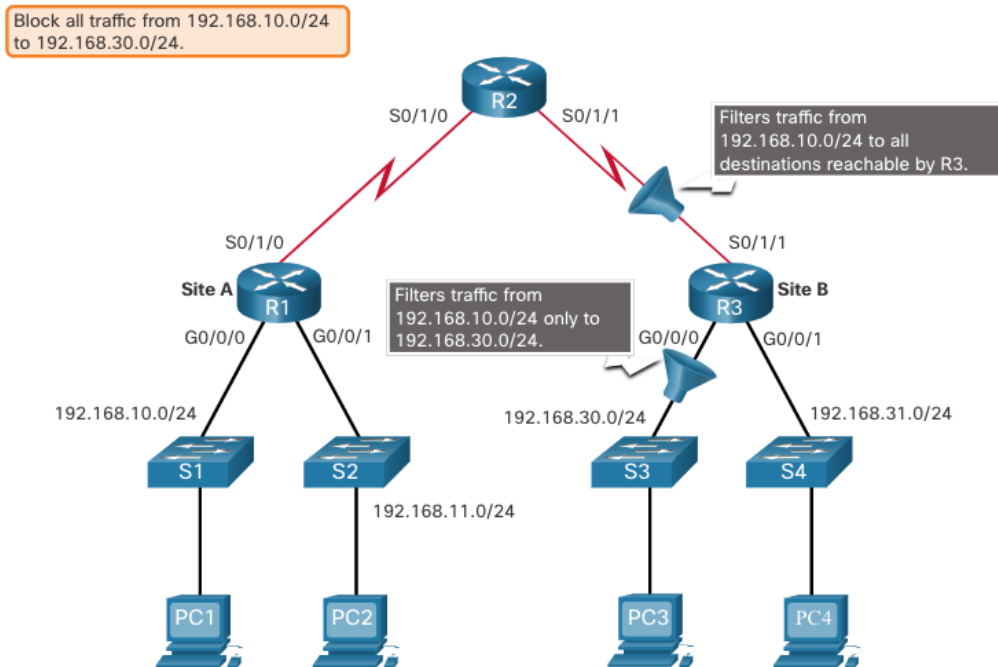 Block all traffic from 192.168.10.0/24
to 192.168.30.0/24.
R2
S0/1/0
S0/1/1
Filters traffic from
192.168.10.0/24 to all
destinations reachable by R3.
S0/1/0
S0/1/1
Site A
R1
Filters traffic from
192.168.10.0/24 only to
192.168.30.0/24.
R3
Site B
G0/0/0
G0/0/1
G0/0/0
G0/0/1
192.168.10.0/24
192.168.30.0/24
192.168.31.0/24
S1
S2
S3
S4
192.168.11.0/24
PC1
PC2
PC3
PC4